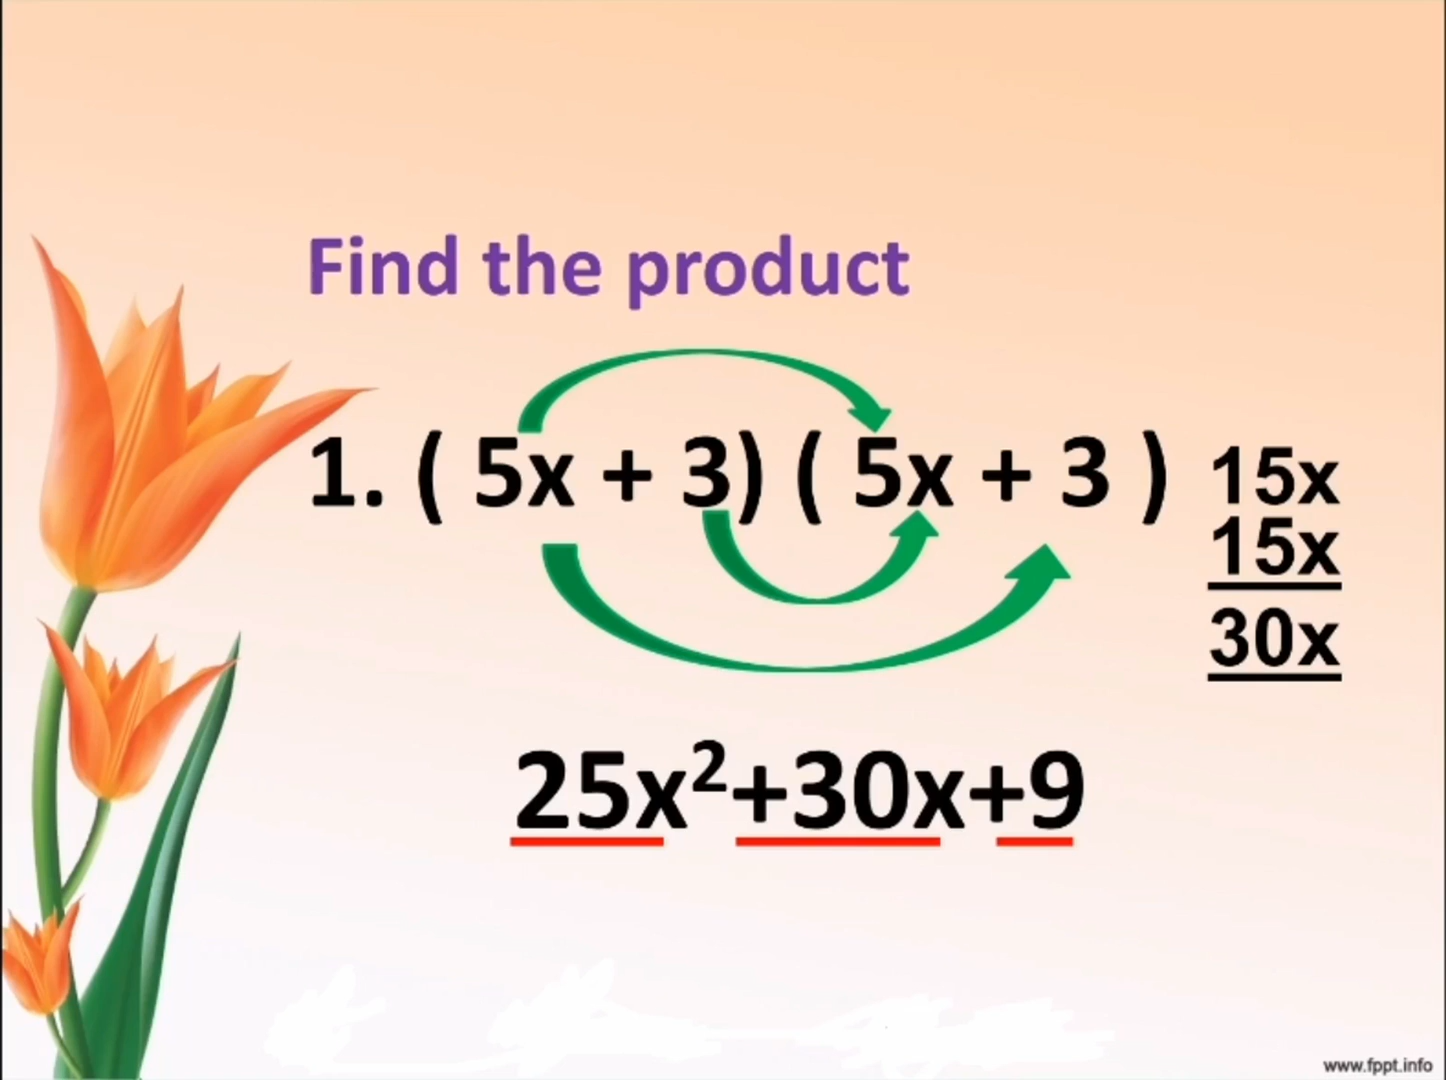 Find the product
1. ( 5x + 3) ( 5x + 3 )
15x
15x
30x
25x²+30x+9
www.fppt.info